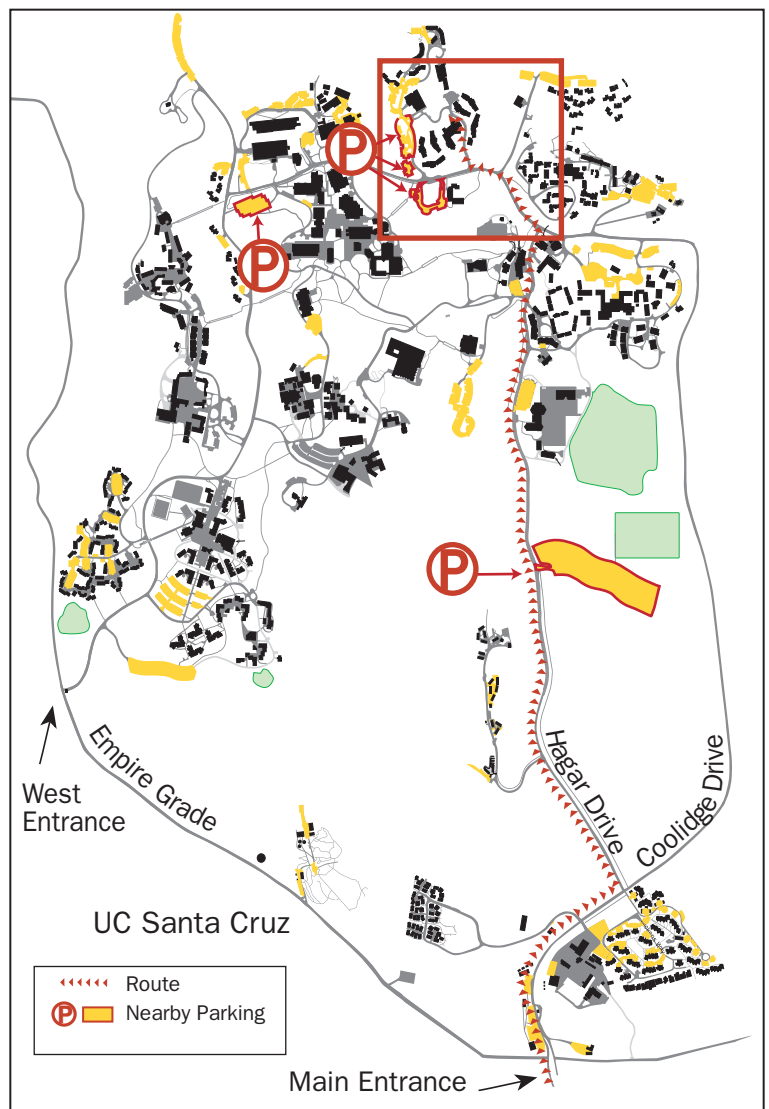 P
P
P
West
Entrance
Empire Grade
Hagar Drive
Coolidge Drive
UC Santa Cruz
Route
P Nearby Parking
Main Entrance